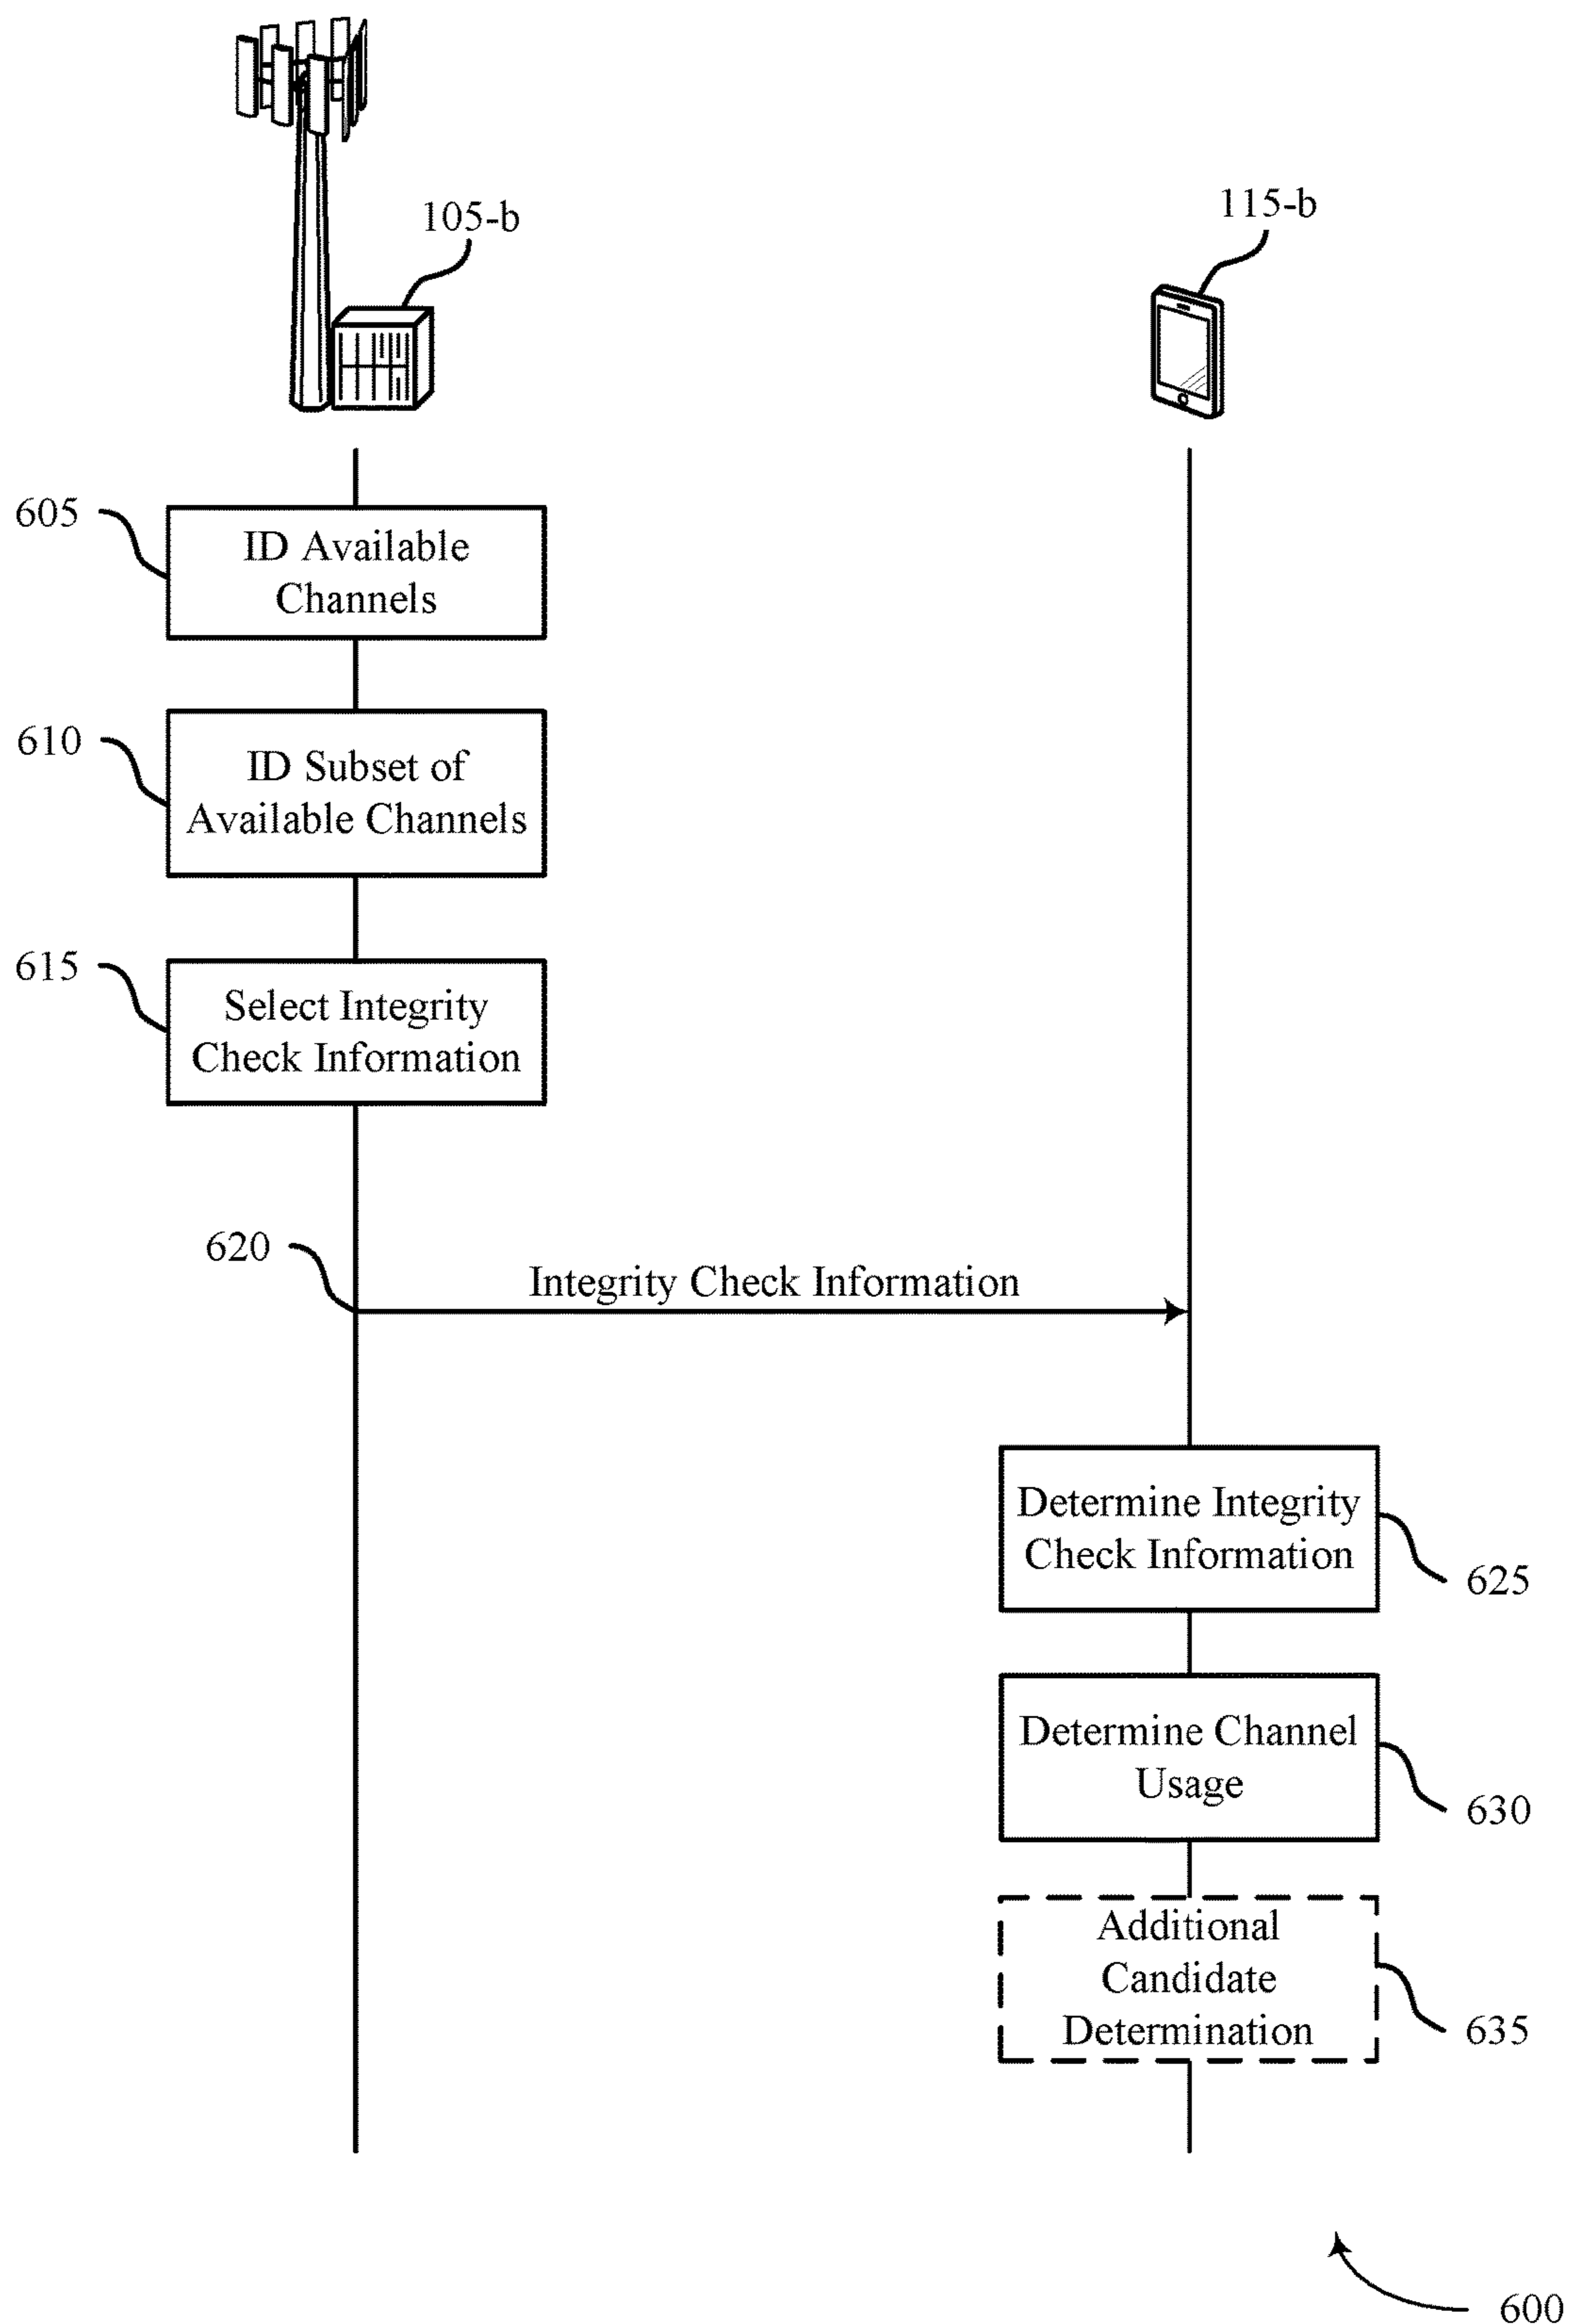 105-b
115-b
605
ID Available
Channels
610
ID Subset of
Available Channels
615
Select Integrity
Check Information
620
Integrity Check Information
Determine Integrity
Check Information
625
Determine Channel
Usage
630
Additional
Candidate
Determination
635
600